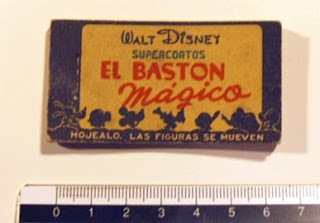 WALT DISNEY
SUPERCORTOS
EL BASTON
mágico
HOJEALO, LAS FIGURAS SE MUEVEN
0 1 2 3 4 5 6 7